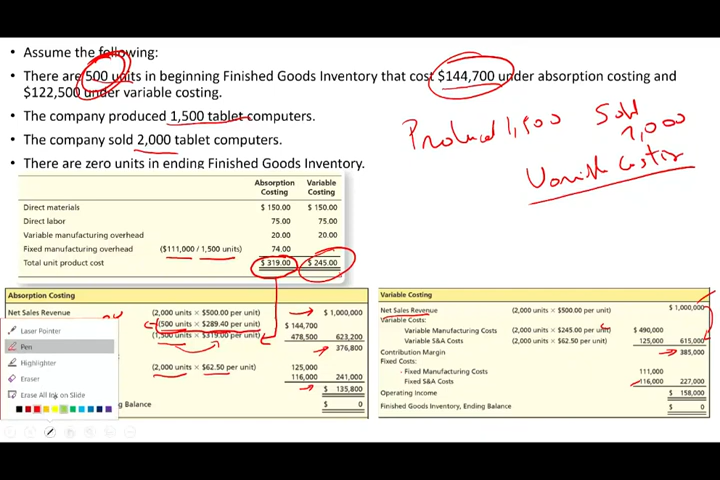 • Assume the following:
• There are 500 units in beginning Finished Goods Inventory that cost $144,700 under absorption costing and
$122,500 under variable costing.
• The company produced 1,500 tablet computers.
• The company sold 2,000 tablet computers.
• There are zero units in ending Finished Goods Inventory.
Produced 1,500 Sold
2,000
Absorption Variable
Costing Costing
Direct materials $ 150.00 $ 150.00
Direct labor 75.00 75.00
Variable manufacturing overhead 20.00 20.00
Fixed manufacturing overhead ($111,000 / 1,500 units) 74.00
Total unit product cost $ 319.00 $ 245.00
Absorption Costing
Net Sales Revenue (2,000 units × $500.00 per unit) $ 1,000,000
(500 units × $289.40 per unit) $ 144,700
(1,500 units × $319.00 per unit) 478,500 623,200
376,800
(2,000 units × $62.50 per unit) 125,000
116,000 241,000
$ 135,800
g Balance $ 0
Laser Pointer
Pen
Highlighter
Eraser
Erase All Ink on Slide
Variable Costing
Net Sales Revenue (2,000 units × $500.00 per unit) $ 1,000,000
Variable Costs:
Variable Manufacturing Costs (2,000 units × $245.00 per unit) $ 490,000
Variable S&A Costs (2,000 units × $62.50 per unit) 125,000 615,000
Contribution Margin 385,000
Fixed Costs:
Fixed Manufacturing Costs 111,000
Fixed S&A Costs 116,000 227,000
Operating Income $ 158,000
Finished Goods Inventory, Ending Balance $ 0